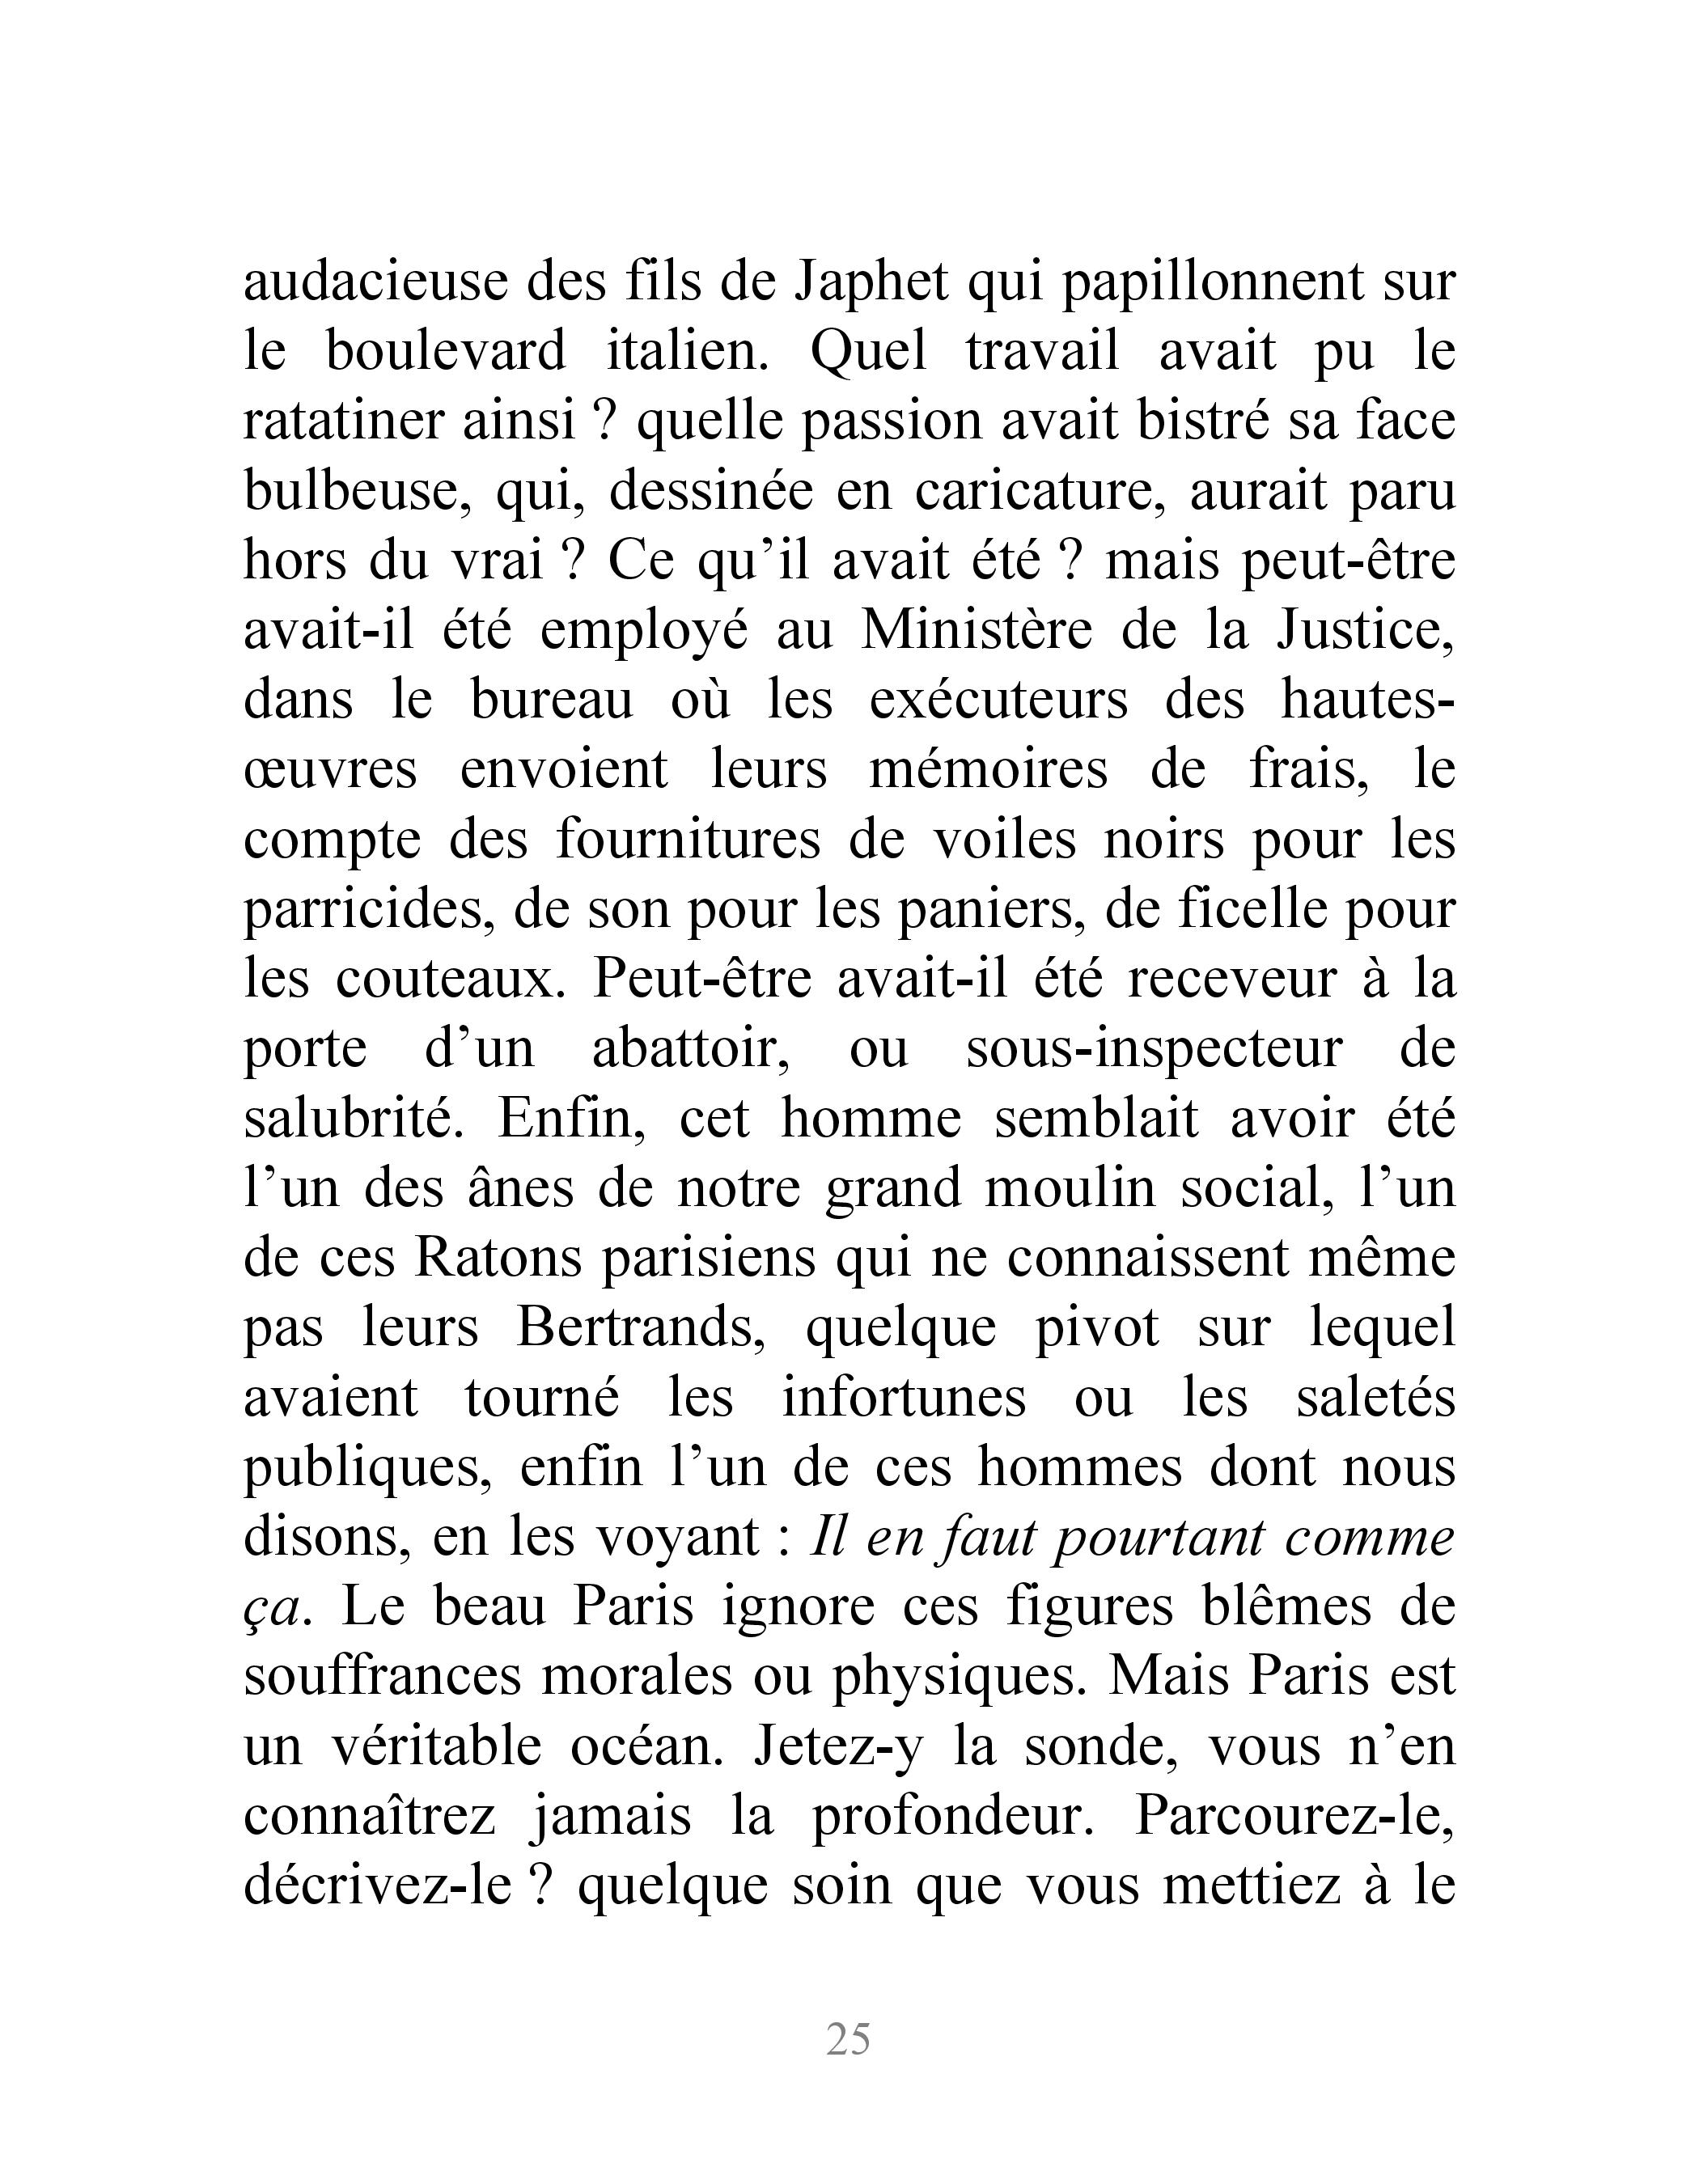 audacieuse des fils de Japhet qui papillonnent sur
le boulevard italien. Quel travail avait pu le
ratatiner ainsi ? quelle passion avait bistré sa face
bulbeuse, qui, dessinée en caricature, aurait paru
hors du vrai ? Ce qu’il avait été ? mais peut-être
avait-il été employé au Ministère de la Justice,
dans le bureau où les exécuteurs des hautes-
œuvres envoient leurs mémoires de frais, le
compte des fournitures de voiles noirs pour les
parricides, de son pour les paniers, de ficelle pour
les couteaux. Peut-être avait-il été receveur à la
porte d’un abattoir, ou sous-inspecteur de
salubrité. Enfin, cet homme semblait avoir été
l’un des ânes de notre grand moulin social, l’un
de ces Ratons parisiens qui ne connaissent même
pas leurs Bertrands, quelque pivot sur lequel
avaient tourné les infortunes ou les saletés
publiques, enfin l’un de ces hommes dont nous
disons, en les voyant : Il en faut pourtant comme
ça. Le beau Paris ignore ces figures blêmes de
souffrances morales ou physiques. Mais Paris est
un véritable océan. Jetez-y la sonde, vous n’en
connaîtrez jamais la profondeur. Parcourez-le,
décrivez-le ? quelque soin que vous mettiez à le
25